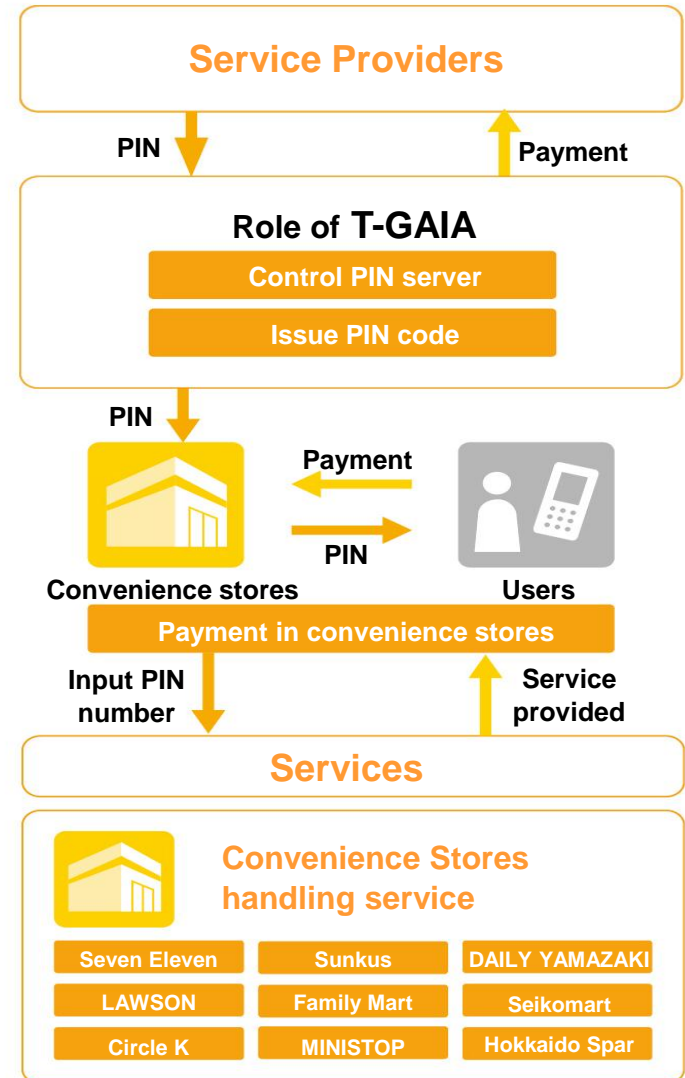 Service Providers
PIN
Payment
Role of T-GAIA
Control PIN server
Issue PIN code
PIN
Payment
PIN
Convenience stores
Users
Payment in convenience stores
Input PIN
number
Service
provided
Services
Convenience Stores
handling service
Seven Eleven
Sunkus
DAILY YAMAZAKI
LAWSON
Family Mart
Seikomart
Circle K
MINISTOP
Hokkaido Spar